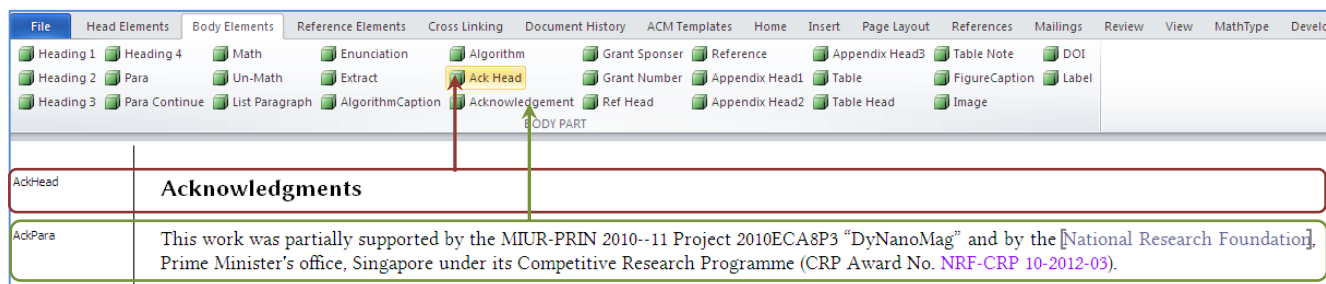 File Head Elements Body Elements Reference Elements Cross Linking Document History ACM Templates Home Insert Page Layout References Mailings Review View MathType Develo
Heading 1 Heading 4 Math Enunciation Algorithm Grant Sponser Reference Appendix Head3 Table Note DOI
Heading 2 Para Un-Math Extract Ack Head Grant Number Appendix Head1 Table FigureCaption Label
Heading 3 Para Continue List Paragraph AlgorithmCaption Acknowledgement Ref Head Appendix Head2 Table Head Image
BODY PART
AckHead Acknowledgments
AckPara This work was partially supported by the MIUR-PRIN 2010--11 Project 2010ECA8P3 “DyNanoMag” and by the [National Research Foundation],
Prime Minister's office, Singapore under its Competitive Research Programme (CRP Award No. NRF-CRP 10-2012-03).